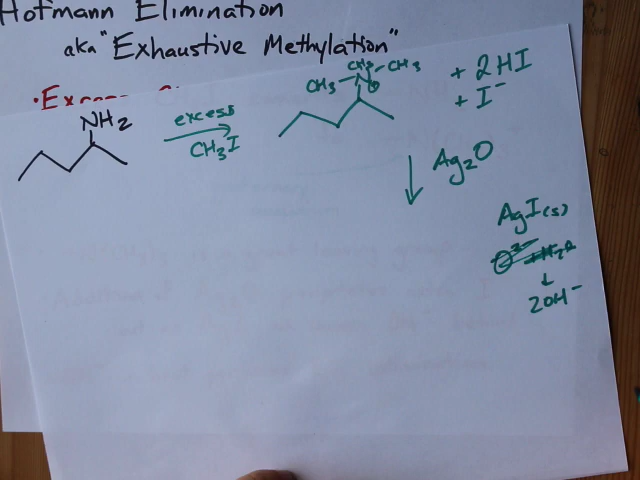 Hofmann Elimination
aka "Exhaustive Methylation"
NH2
excess
CH3I
CH3
CH3
CH3
N
⊕
+ 2HI
+ I⁻
Ag2O
AgI(s)
2OH⁻